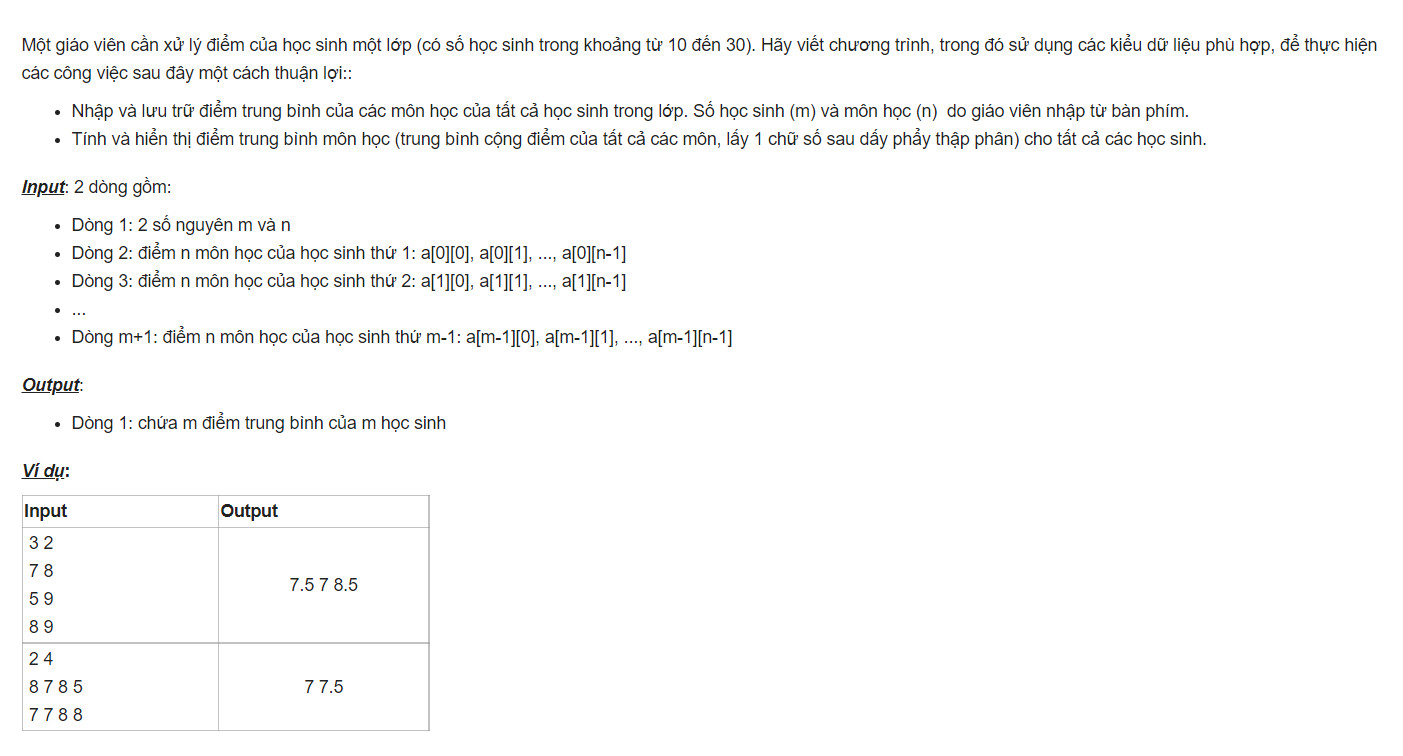 Một giáo viên cần xử lý điểm của học sinh một lớp (có số học sinh trong khoảng từ 10 đến 30). Hãy viết chương trình, trong đó sử dụng các kiểu dữ liệu phù hợp, để thực hiện
các công việc sau đây một cách thuận lợi::
• Nhập và lưu trữ điểm trung bình của các môn học của tất cả học sinh trong lớp. Số học sinh (m) và môn học (n) do giáo viên nhập từ bàn phím.
• Tính và hiển thị điểm trung bình môn học (trung bình cộng điểm của tất cả các môn, lấy 1 chữ số sau dấy phẩy thập phân) cho tất cả các học sinh.
Input: 2 dòng gồm:
• Dòng 1: 2 số nguyên m và n
• Dòng 2: điểm n môn học của học sinh thứ 1: a[0][0], a[0][1], ..., a[0][n-1]
• Dòng 3: điểm n môn học của học sinh thứ 2: a[1][0], a[1][1], ..., a[1][n-1]
• ...
• Dòng m+1: điểm n môn học của học sinh thứ m-1: a[m-1][0], a[m-1][1], ..., a[m-1][n-1]
Output:
• Dòng 1: chứa m điểm trung bình của m học sinh
Ví dụ:
Input Output
3 2
7 8
5 9
8 9
7.5 7 8.5
2 4
8 7 8 5
7 7 8 8
7 7.5